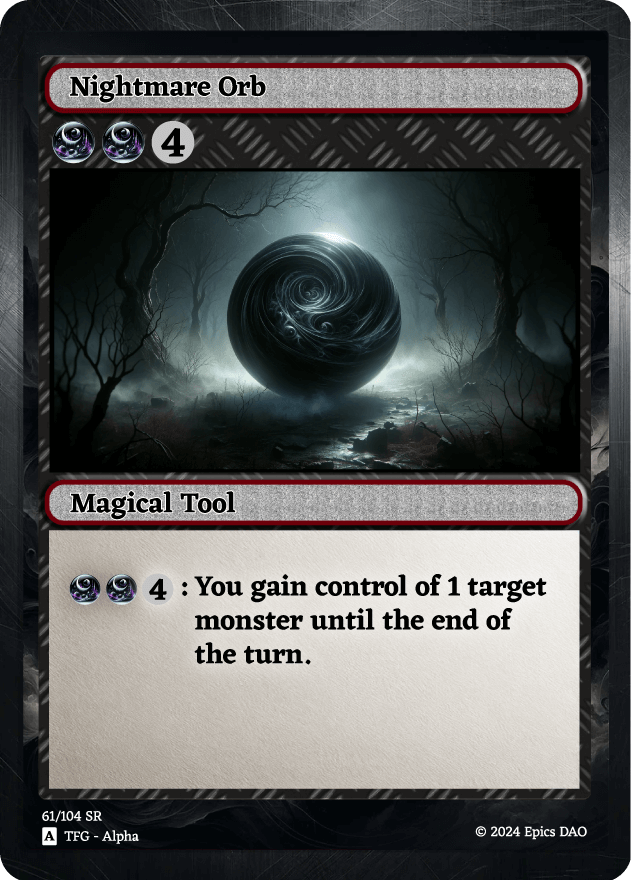 Nightmare Orb
4
Magical Tool
4 : You gain control of 1 target
monster until the end of
the turn.
61/104 SR
A TFG - Alpha
© 2024 Epics DAO